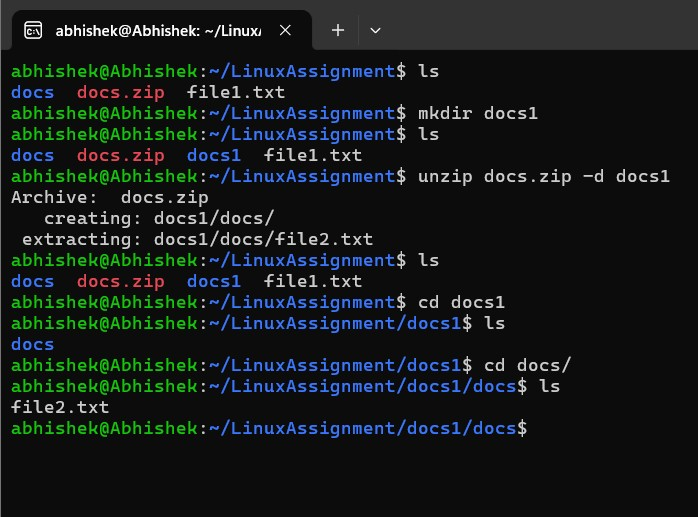 abhishek@Abhishek: ~/Linux/
abhishek@Abhishek:~/LinuxAssignment$ ls
docs  docs.zip  file1.txt
abhishek@Abhishek:~/LinuxAssignment$ mkdir docs1
abhishek@Abhishek:~/LinuxAssignment$ ls
docs  docs.zip  docs1  file1.txt
abhishek@Abhishek:~/LinuxAssignment$ unzip docs.zip -d docs1
Archive:  docs.zip
   creating: docs1/docs/
 extracting: docs1/docs/file2.txt
abhishek@Abhishek:~/LinuxAssignment$ ls
docs  docs.zip  docs1  file1.txt
abhishek@Abhishek:~/LinuxAssignment$ cd docs1
abhishek@Abhishek:~/LinuxAssignment/docs1$ ls
docs
abhishek@Abhishek:~/LinuxAssignment/docs1$ cd docs/
abhishek@Abhishek:~/LinuxAssignment/docs1/docs$ ls
file2.txt
abhishek@Abhishek:~/LinuxAssignment/docs1/docs$